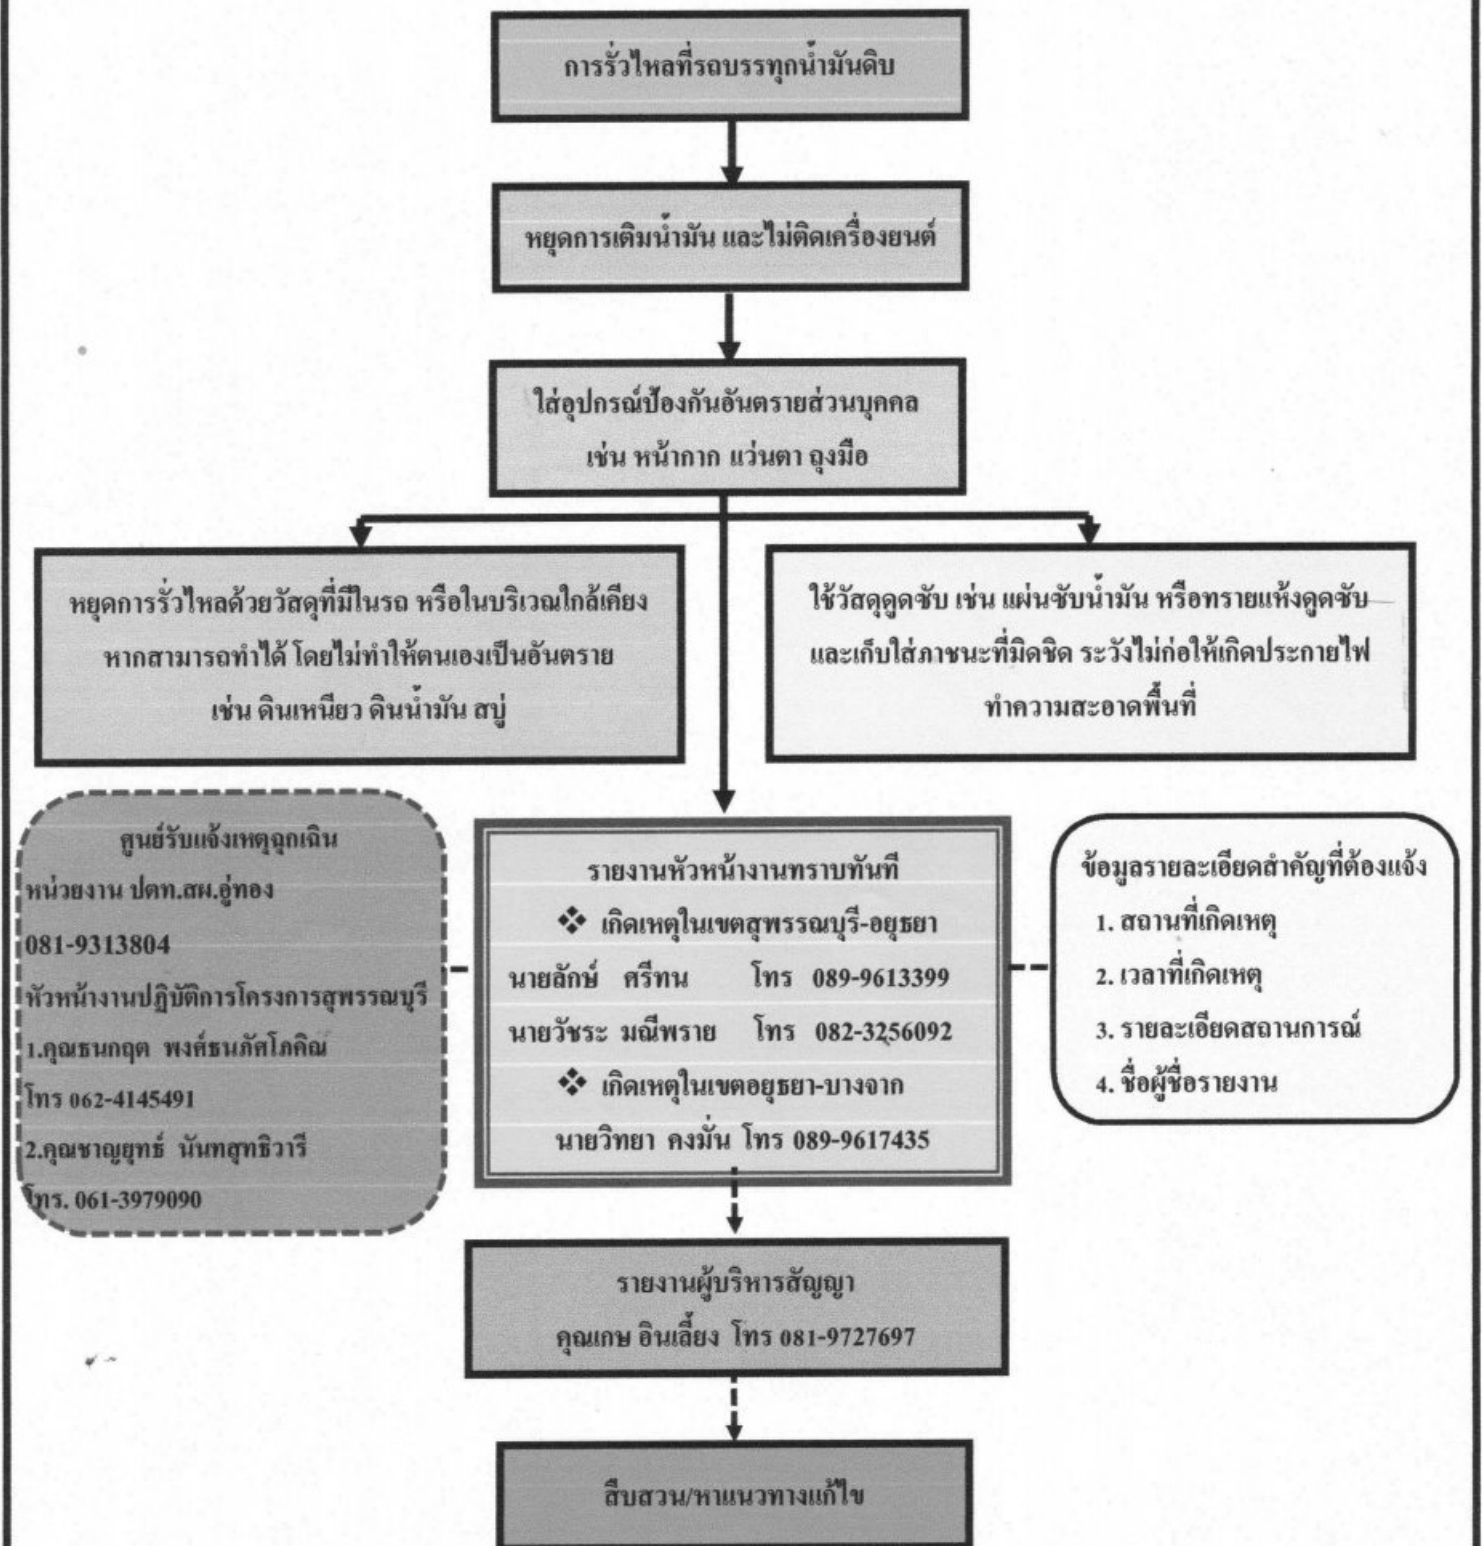 การรั่วไหลที่รถบรรทุกน้ำมันดิบ
หยุดการเติมน้ำมัน และไม่ติดเครื่องยนต์
ใส่อุปกรณ์ป้องกันอันตรายส่วนบุคคล
เช่น หน้ากาก แว่นตา ถุงมือ
หยุดการรั่วไหลด้วยวัสดุที่มีในรถ หรือในบริเวณใกล้เคียง
หากสามารถทำได้ โดยไม่ทำให้ตนเองเป็นอันตราย
เช่น ดินเหนียว ดินน้ำมัน สบู่
ใช้วัสดุดูดซับ เช่น แผ่นซับน้ำมัน หรือทรายแห้งดูดซับ
และเก็บใส่ภาชนะที่มิดชิด ระวังไม่ก่อให้เกิดประกายไฟ
ทำความสะอาดพื้นที่
ศูนย์รับแจ้งเหตุฉุกเฉิน
หน่วยงาน ปตท.สผ.อู่ทอง
081-9313804
หัวหน้างานปฏิบัติการโครงการสุพรรณบุรี
1.คุณธนกฤต พงศ์ธนภัศโภคิณ
โทร 062-4145491
2.คุณชาญยุทธ์ นันทสุทธิวารี
โทร. 061-3979090
รายงานหัวหน้างานทราบทันที
❖ เกิดเหตุในเขตสุพรรณบุรี-อยุธยา
นายลักษ์ ศรีทน โทร 089-9613399
นายวัชระ มณีพราย โทร 082-3256092
❖ เกิดเหตุในเขตอยุธยา-บางจาก
นายวิทยา คงมั่น โทร 089-9617435
ข้อมูลรายละเอียดสำคัญที่ต้องแจ้ง
1. สถานที่เกิดเหตุ
2. เวลาที่เกิดเหตุ
3. รายละเอียดสถานการณ์
4. ชื่อผู้ชื่อรายงาน
รายงานผู้บริหารสัญญา
คุณเกษ อินเลี้ยง โทร 081-9727697
สืบสวน/หาแนวทางแก้ไข